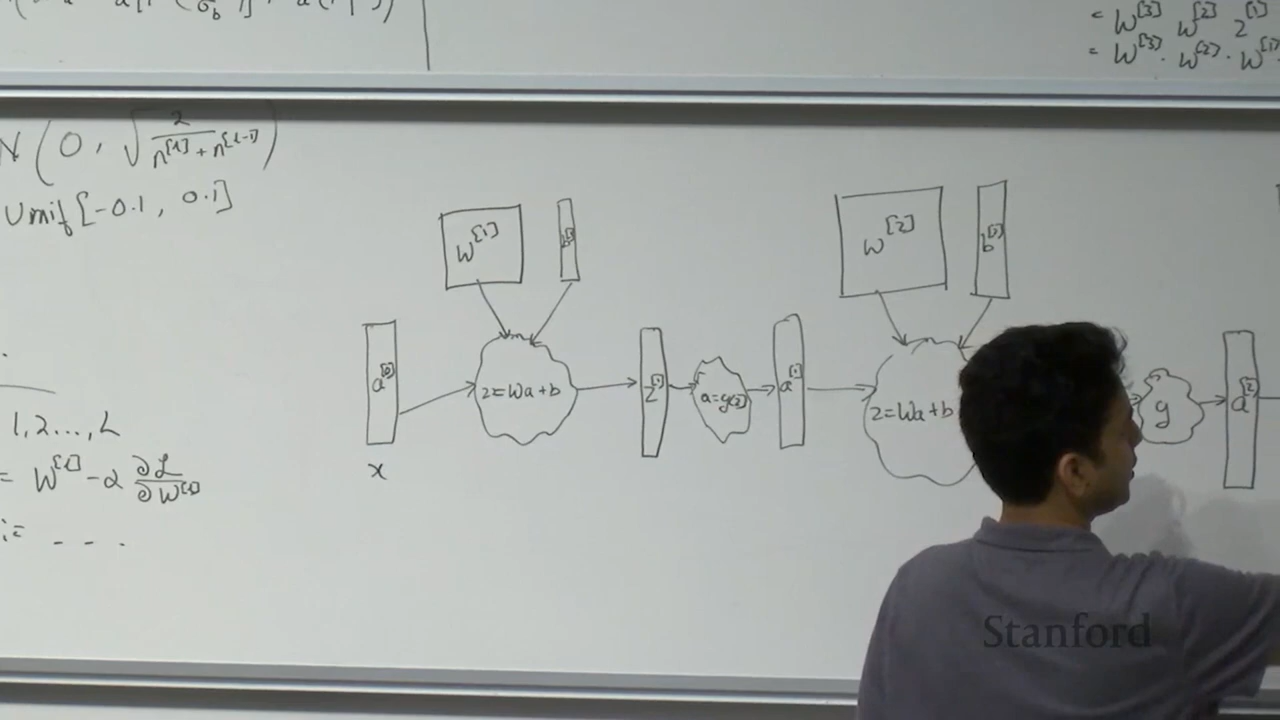 = W^[3] W^[2] z^[1]
= W^[3] . W^[2] . W^[1]
N ( 0 , √ 2 / n^[l] + n^[l-1] )
Unif [-0.1 , 0.1]
W^[1]
W^[2]
b^[2]
a^[0]
z = Wa + b
z^[1]
a = g(z)
a^[1]
z = Wa + b
g
a^[2]
x
1,2...,L
= W^[l] - α ∂L / ∂W^[l]
:= - - .
Stanford